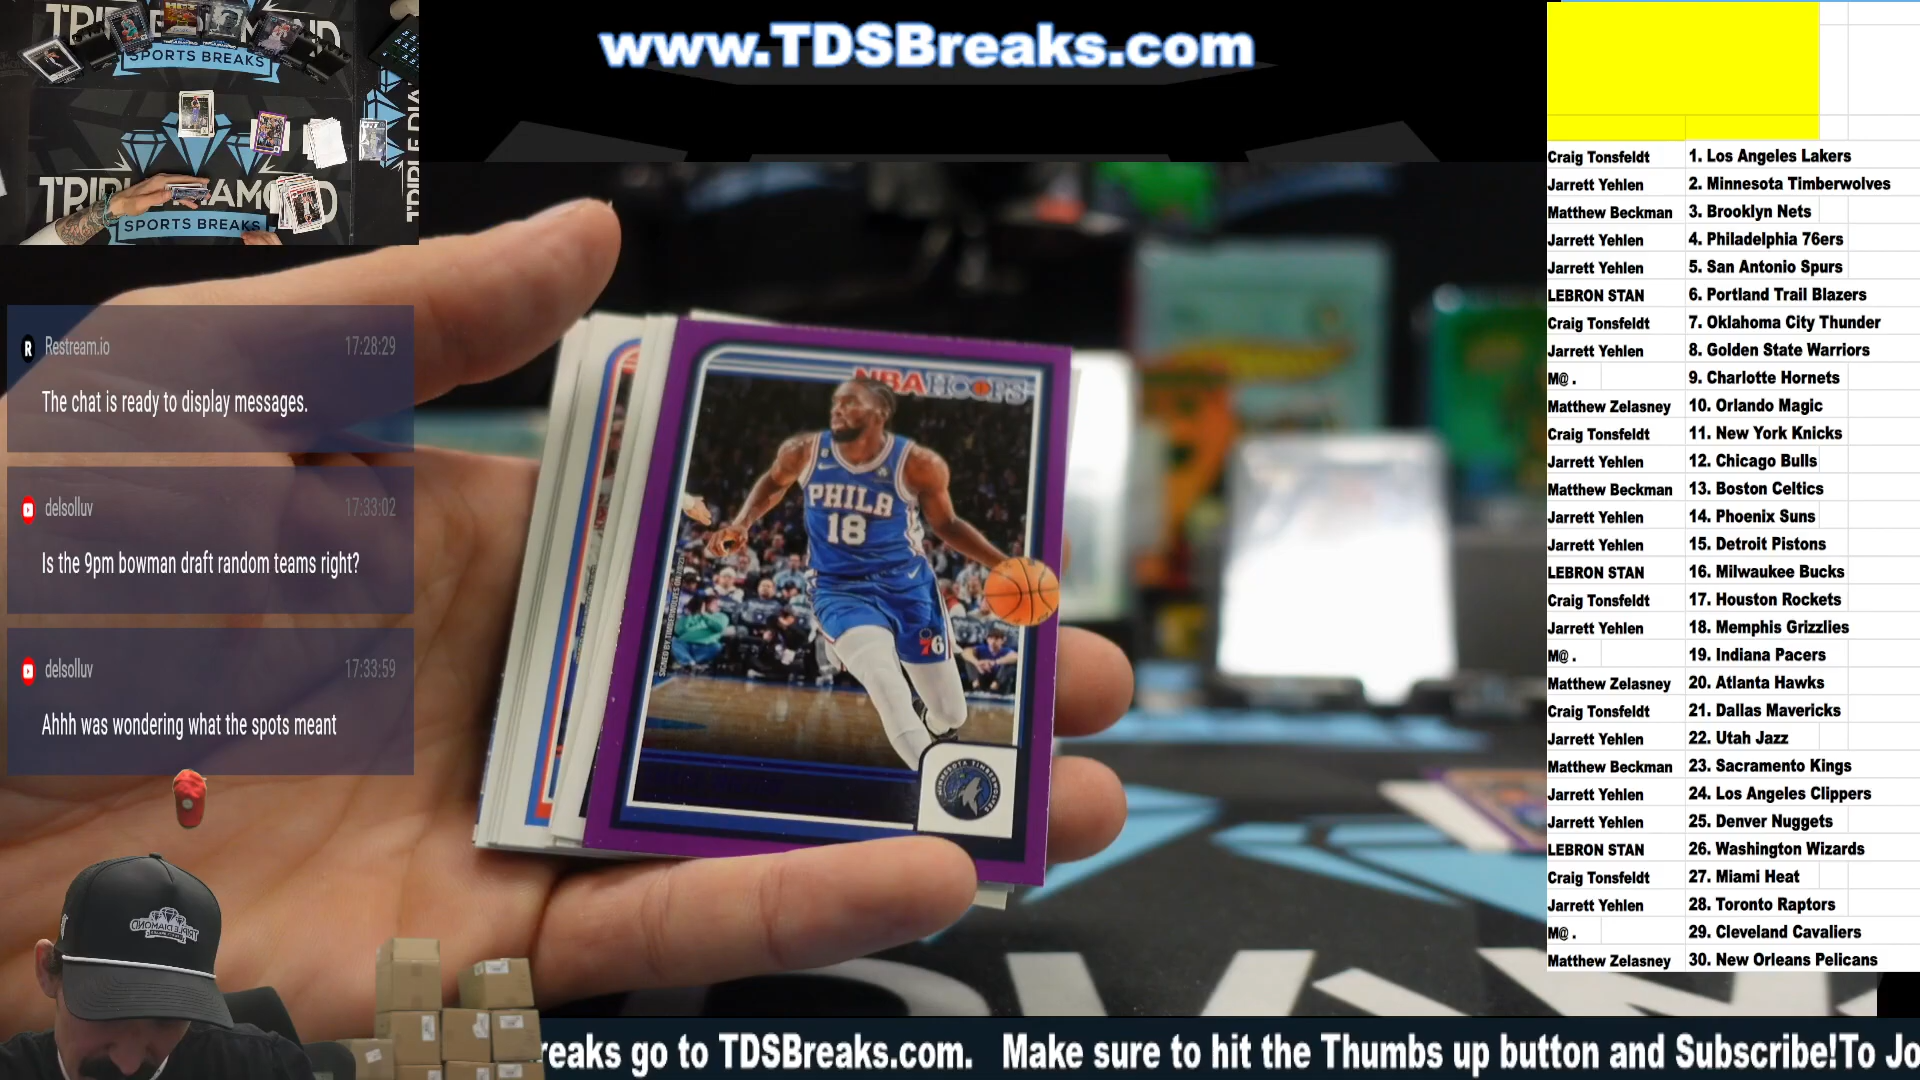 www.TDSBreaks.com
SPORTS BREAKS
TRIPLE DIAMOND
SPORTS BREAKS
Restream.io 17:28:29
The chat is ready to display messages.
delsolluv 17:33:02
Is the 9pm bowman draft random teams right?
delsolluv 17:33:59
Ahhh was wondering what the spots meant
NBA HOOPS
PHILA
18
76
Craig Tonsfeldt 1. Los Angeles Lakers
Jarrett Yehlen 2. Minnesota Timberwolves
Matthew Beckman 3. Brooklyn Nets
Jarrett Yehlen 4. Philadelphia 76ers
Jarrett Yehlen 5. San Antonio Spurs
LEBRON STAN 6. Portland Trail Blazers
Craig Tonsfeldt 7. Oklahoma City Thunder
Jarrett Yehlen 8. Golden State Warriors
M@ . 9. Charlotte Hornets
Matthew Zelasney 10. Orlando Magic
Craig Tonsfeldt 11. New York Knicks
Jarrett Yehlen 12. Chicago Bulls
Matthew Beckman 13. Boston Celtics
Jarrett Yehlen 14. Phoenix Suns
Jarrett Yehlen 15. Detroit Pistons
LEBRON STAN 16. Milwaukee Bucks
Craig Tonsfeldt 17. Houston Rockets
Jarrett Yehlen 18. Memphis Grizzlies
M@ . 19. Indiana Pacers
Matthew Zelasney 20. Atlanta Hawks
Craig Tonsfeldt 21. Dallas Mavericks
Jarrett Yehlen 22. Utah Jazz
Matthew Beckman 23. Sacramento Kings
Jarrett Yehlen 24. Los Angeles Clippers
Jarrett Yehlen 25. Denver Nuggets
LEBRON STAN 26. Washington Wizards
Craig Tonsfeldt 27. Miami Heat
Jarrett Yehlen 28. Toronto Raptors
M@ . 29. Cleveland Cavaliers
Matthew Zelasney 30. New Orleans Pelicans
reaks go to TDSBreaks.com. Make sure to hit the Thumbs up button and Subscribe!To Jo